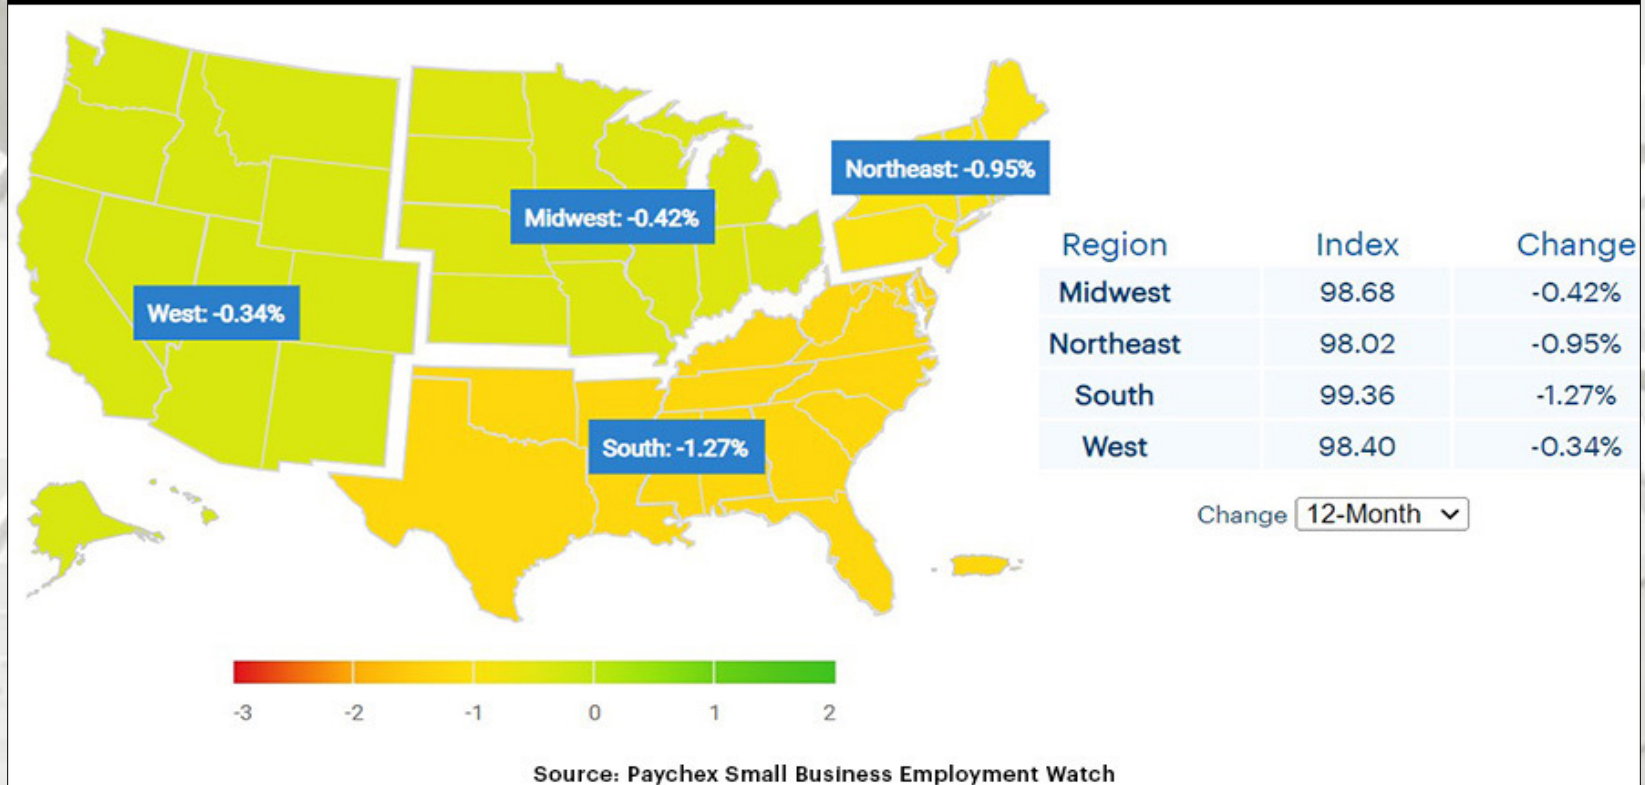 Northeast: -0.95%
Midwest: -0.42%
West: -0.34%
South: -1.27%
Region Index Change
Midwest 98.68 -0.42%
Northeast 98.02 -0.95%
South 99.36 -1.27%
West 98.40 -0.34%
Change 12-Month
-3 -2 -1 0 1 2
Source: Paychex Small Business Employment Watch